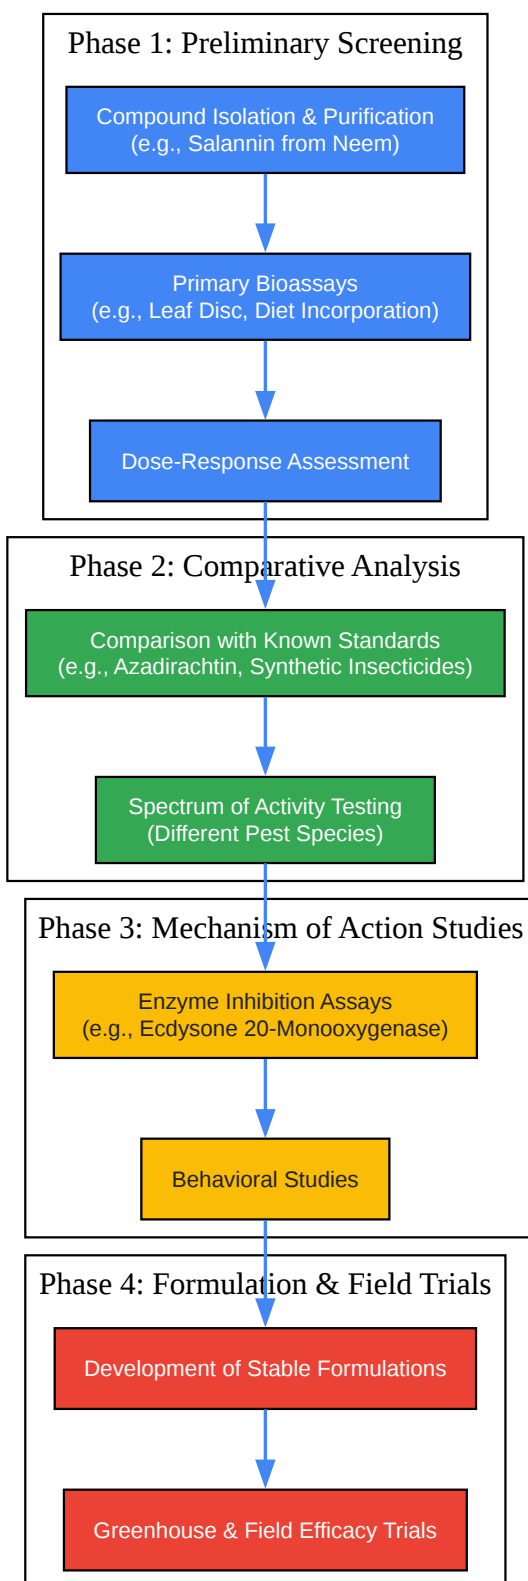 Phase 1: Preliminary Screening
Compound Isolation & Purification
(e.g., Salannin from Neem)
Primary Bioassays
(e.g., Leaf Disc, Diet Incorporation)
Dose-Response Assessment
Phase 2: Comparative Analysis
Comparison with Known Standards
(e.g., Azadirachtin, Synthetic Insecticides)
Spectrum of Activity Testing
(Different Pest Species)
Phase 3: Mechanism of Action Studies
Enzyme Inhibition Assays
(e.g., Ecdysone 20-Monooxygenase)
Behavioral Studies
Phase 4: Formulation & Field Trials
Development of Stable Formulations
Greenhouse & Field Efficacy Trials